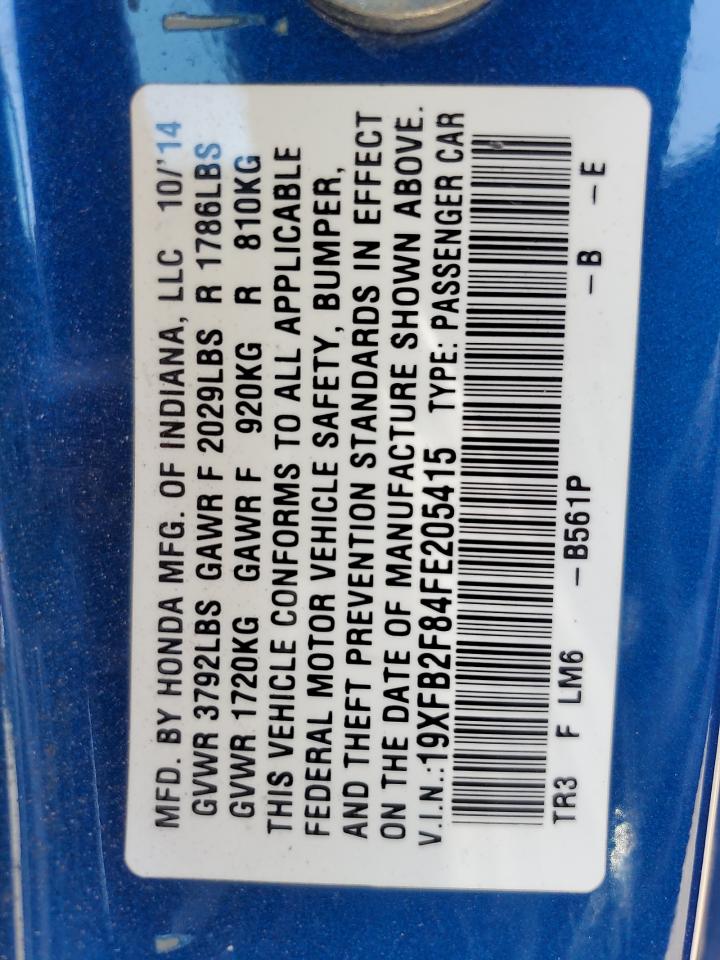 MFD. BY HONDA MFG. OF INDIANA, LLC 10/'14
GVWR 3792LBS GAWR F 2029LBS R 1786LBS
GVWR 1720KG GAWR F 920KG R 810KG
THIS VEHICLE CONFORMS TO ALL APPLICABLE
FEDERAL MOTOR VEHICLE SAFETY, BUMPER,
AND THEFT PREVENTION STANDARDS IN EFFECT
ON THE DATE OF MANUFACTURE SHOWN ABOVE.
V.I.N.:19XFB2F84FE205415 TYPE: PASSENGER CAR
TR3 F LM6 –B561P –B –E